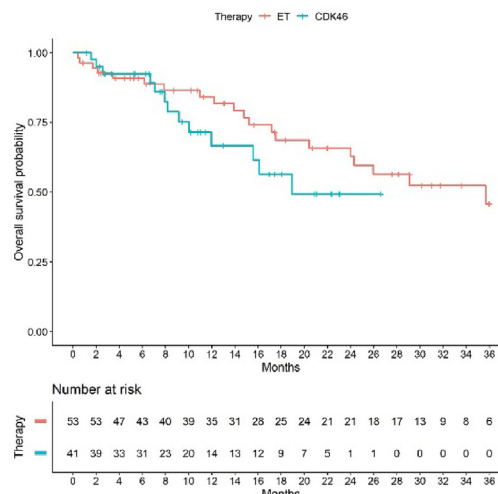 Therapy ET CDK46
1.00
0.75
0.50
0.25
0.00
Overall survival probability
0 2 4 6 8 10 12 14 16 18 20 22 24 26 28 30 32 34 36
Months
Number at risk
Therapy
53 53 47 43 40 39 35 31 28 25 24 21 21 18 17 13 9 8 6
41 39 33 31 23 20 14 13 12 9 7 5 1 1 0 0 0 0 0
0 2 4 6 8 10 12 14 16 18 20 22 24 26 28 30 32 34 36
Months